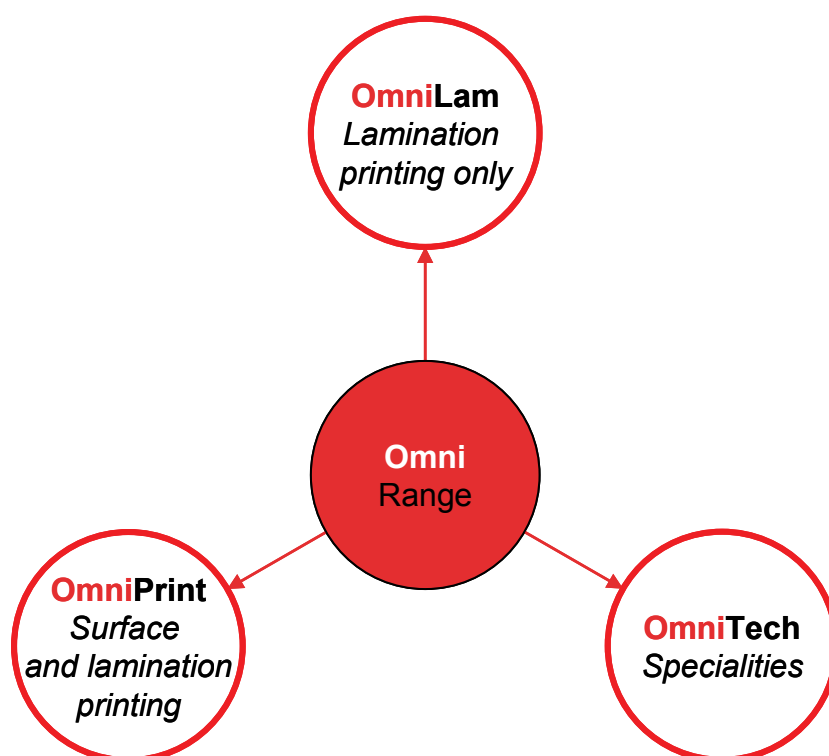 OmniLam
Lamination
printing only
Omni
Range
OmniPrint
Surface
and lamination
printing
OmniTech
Specialities